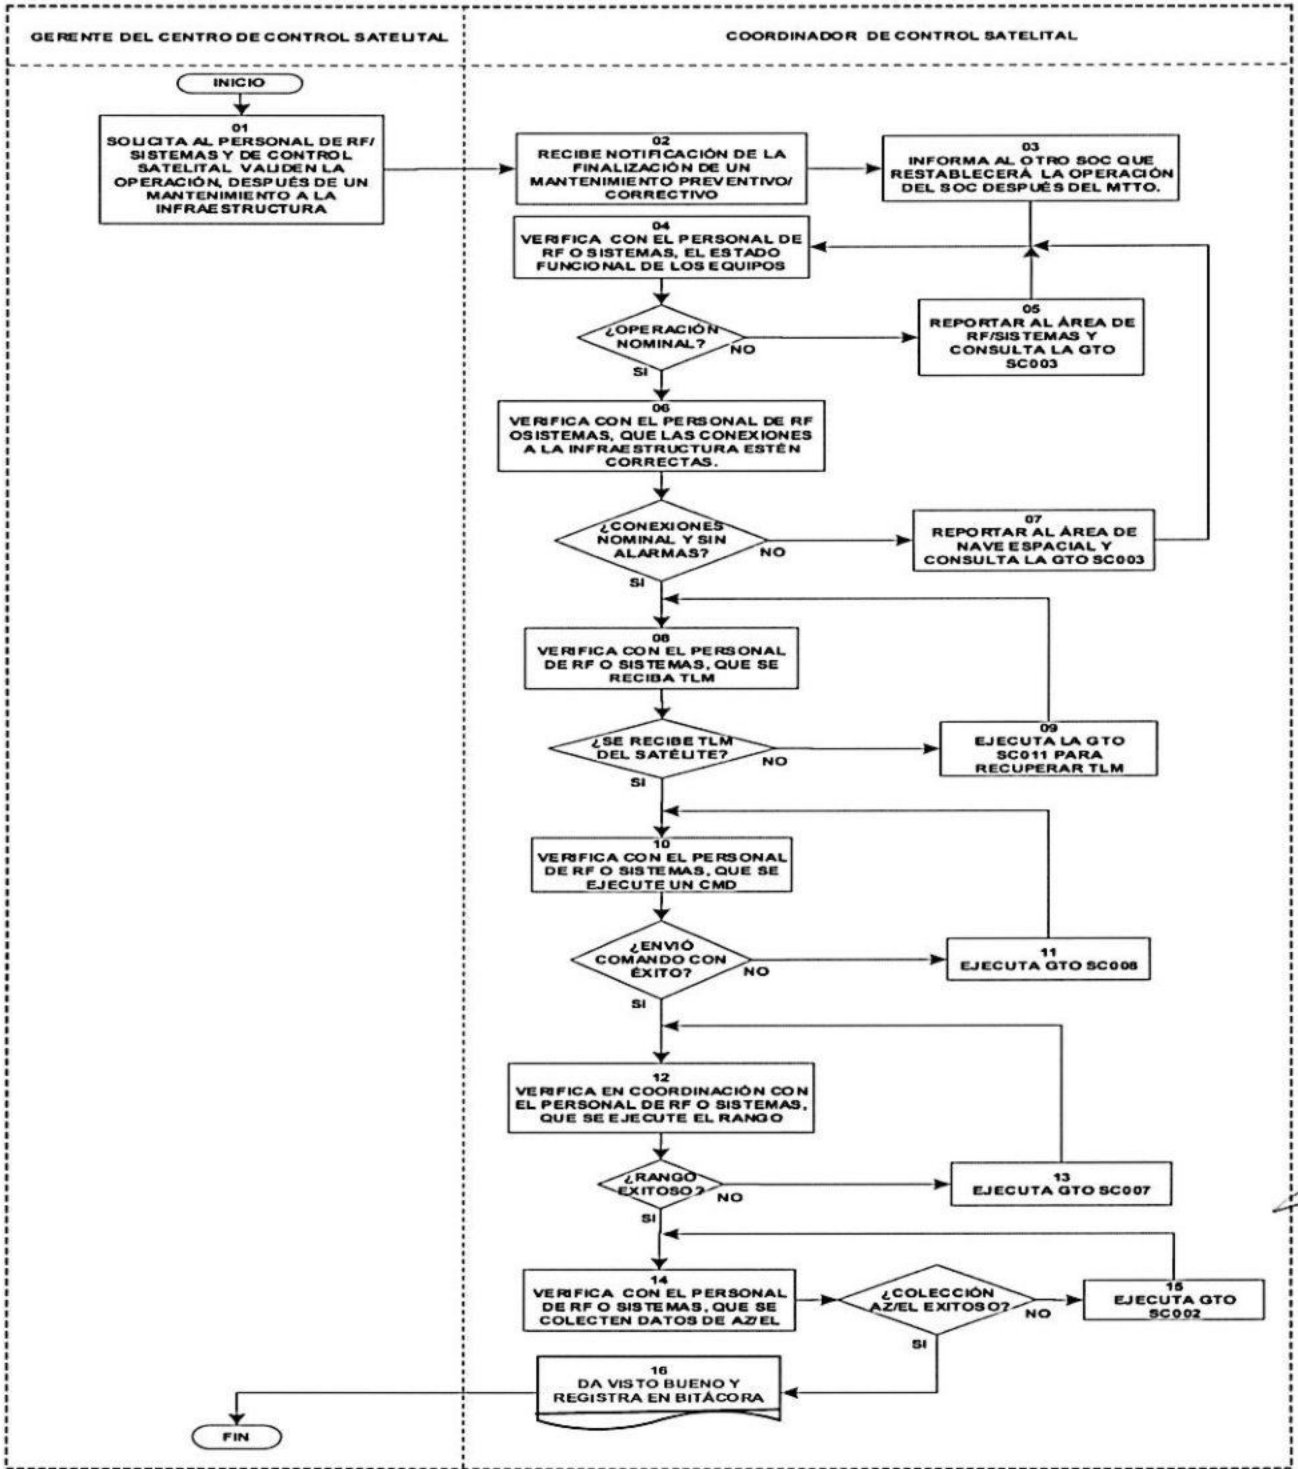 GERENTE DEL CENTRO DE CONTROL SATELITAL
COORDINADOR DE CONTROL SATELITAL
INICIO
01
SOLICITA AL PERSONAL DE RF/
SISTEMAS Y DE CONTROL
SATELITAL VALIDEN LA
OPERACIÓN, DESPUÉS DE UN
MANTENIMIENTO A LA
INFRAESTRUCTURA
02
RECIBE NOTIFICACIÓN DE LA
FINALIZACIÓN DE UN
MANTENIMIENTO PREVENTIVO/
CORRECTIVO
03
INFORMA AL OTRO SOC QUE
RESTABLECERÁ LA OPERACIÓN
DEL SOC DESPUÉS DEL MTTO.
04
VERIFICA CON EL PERSONAL DE
RF O SISTEMAS, EL ESTADO
FUNCIONAL DE LOS EQUIPOS
¿OPERACIÓN
NOMINAL?
NO
SI
05
REPORTAR AL ÁREA DE
RF/SISTEMAS Y
CONSULTA LA GTO
SC003
06
VERIFICA CON EL PERSONAL DE RF
OSISTEMAS, QUE LAS CONEXIONES
A LA INFRAESTRUCTURA ESTÉN
CORRECTAS.
¿CONEXIONES
NOMINAL Y SIN
ALARMAS?
NO
SI
07
REPORTAR AL ÁREA DE
NAVE ESPACIAL Y
CONSULTA LA GTO SC003
08
VERIFICA CON EL PERSONAL
DE RF O SISTEMAS, QUE SE
RECIBA TLM
¿SE RECIBE TLM
DEL SATÉLITE?
NO
SI
09
EJECUTA LA GTO
SC011 PARA
RECUPERAR TLM
10
VERIFICA CON EL PERSONAL
DE RF O SISTEMAS, QUE SE
EJECUTE UN CMD
¿ENVIÓ
COMANDO CON
ÉXITO?
NO
SI
11
EJECUTA GTO SC006
12
VERIFICA EN COORDINACIÓN CON
EL PERSONAL DE RF O SISTEMAS,
QUE SE EJECUTE EL RANGO
¿RANGO
EXITOSO?
NO
SI
13
EJECUTA GTO SC007
14
VERIFICA CON EL PERSONAL
DE RF O SISTEMAS, QUE SE
COLECTEN DATOS DE AZ/EL
¿COLECCIÓN
AZ/EL EXITOSO?
NO
SI
15
EJECUTA GTO
SC002
16
DA VISTO BUENO Y
REGISTRA EN BITÁCORA
FIN